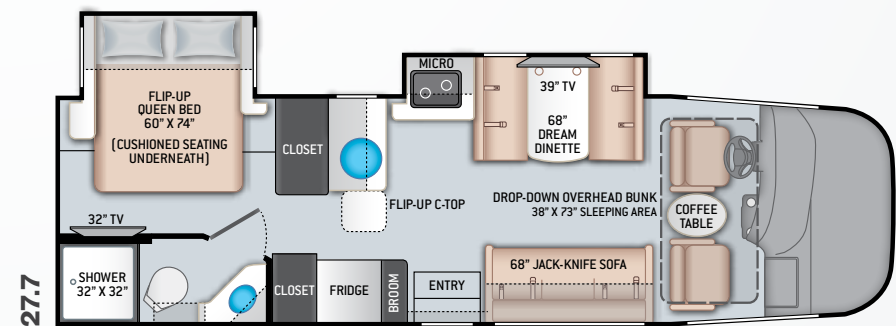 MICRO
FLIP-UP
QUEEN BED
60" X 74"
(CUSHIONED SEATING
UNDERNEATH)
39" TV
68"
DREAM
DINETTE
CLOSET
FLIP-UP C-TOP
DROP-DOWN OVERHEAD BUNK
38" X 73" SLEEPING AREA
COFFEE
TABLE
32" TV
SHOWER
32" X 32"
CLOSET
FRIDGE
BROOM
ENTRY
68" JACK-KNIFE SOFA
27.7